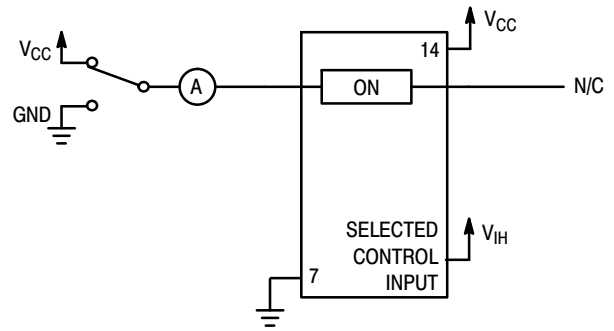 VCC
14
VCC
A
ON
N/C
GND
SELECTED
CONTROL
INPUT
VIH
7